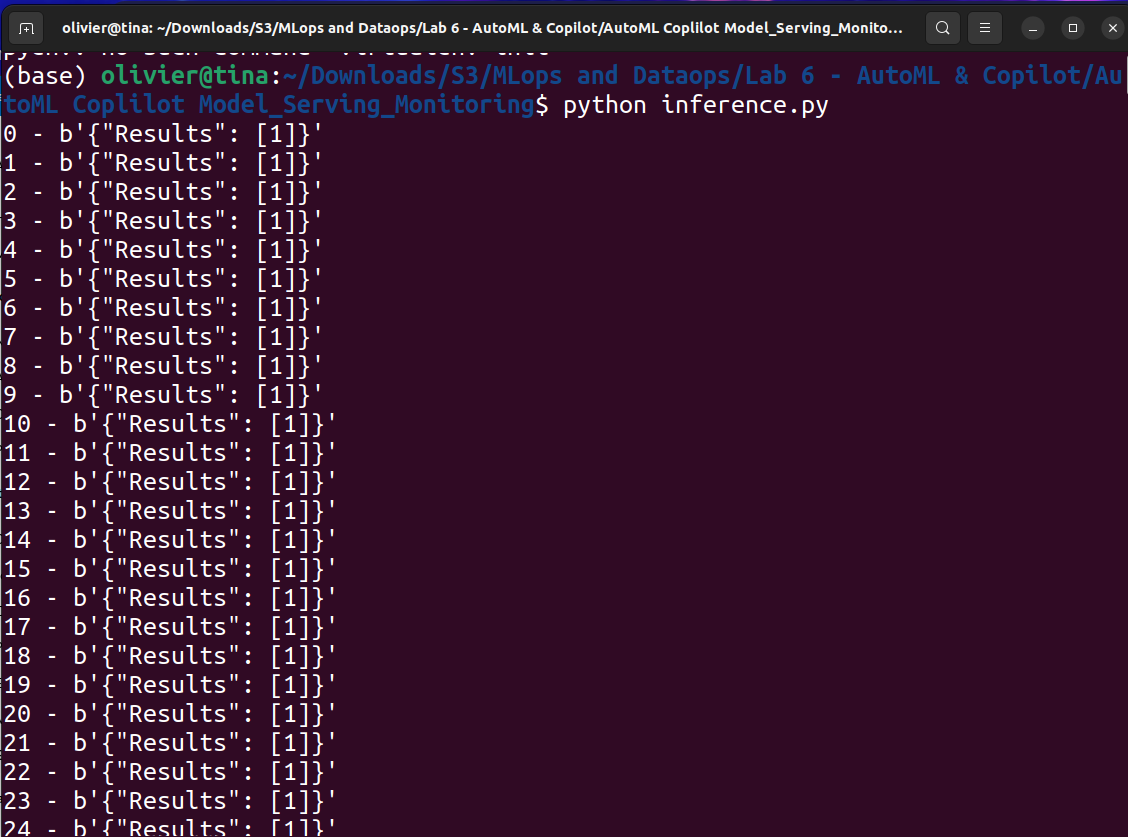 olivier@tina: ~/Downloads/S3/MLops and Dataops/Lab 6 - AutoML & Copilot/AutoML Coplilot Model_Serving_Monito...
(base) olivier@tina:~/Downloads/S3/MLops and Dataops/Lab 6 - AutoML & Copilot/Au
toML Coplilot Model_Serving_Monitoring$ python inference.py
0 - b'{"Results": [1]}'
1 - b'{"Results": [1]}'
2 - b'{"Results": [1]}'
3 - b'{"Results": [1]}'
4 - b'{"Results": [1]}'
5 - b'{"Results": [1]}'
6 - b'{"Results": [1]}'
7 - b'{"Results": [1]}'
8 - b'{"Results": [1]}'
9 - b'{"Results": [1]}'
10 - b'{"Results": [1]}'
11 - b'{"Results": [1]}'
12 - b'{"Results": [1]}'
13 - b'{"Results": [1]}'
14 - b'{"Results": [1]}'
15 - b'{"Results": [1]}'
16 - b'{"Results": [1]}'
17 - b'{"Results": [1]}'
18 - b'{"Results": [1]}'
19 - b'{"Results": [1]}'
20 - b'{"Results": [1]}'
21 - b'{"Results": [1]}'
22 - b'{"Results": [1]}'
23 - b'{"Results": [1]}'
24 - b'{"Results": [1]}'